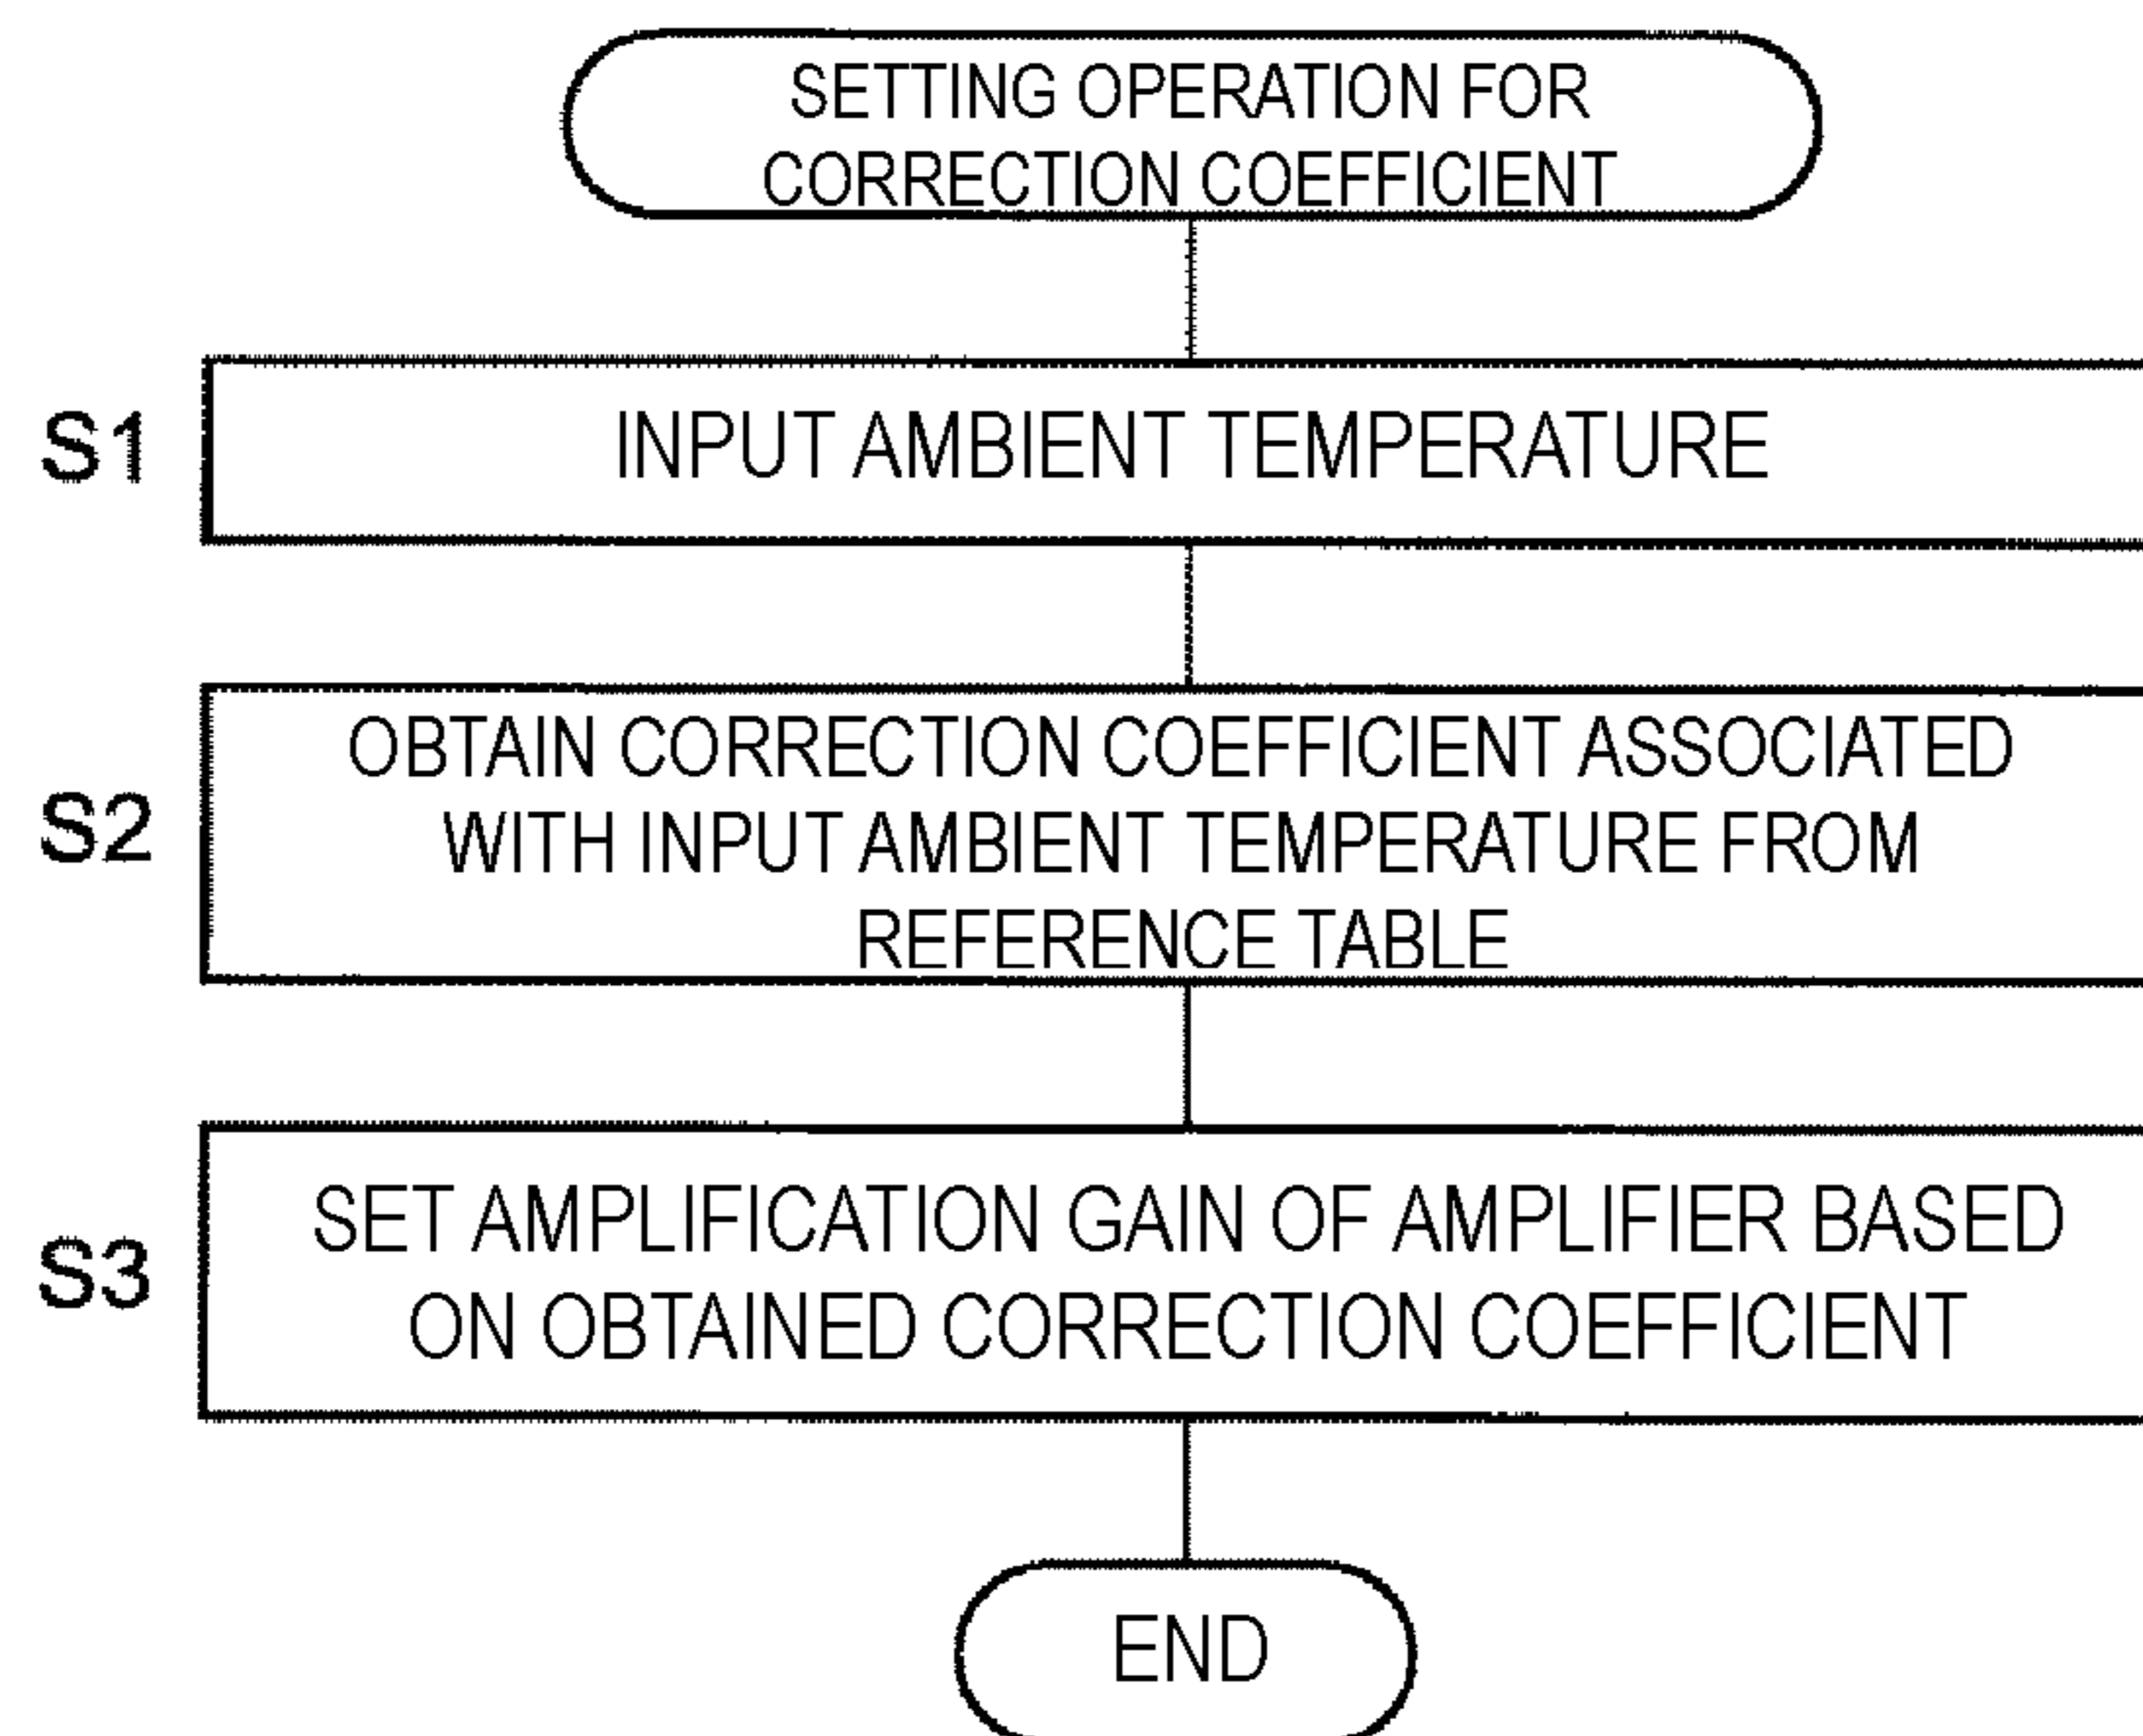 SETTING OPERATION FOR
CORRECTION COEFFICIENT
S1
INPUT AMBIENT TEMPERATURE
S2
OBTAIN CORRECTION COEFFICIENT ASSOCIATED
WITH INPUT AMBIENT TEMPERATURE FROM
REFERENCE TABLE
S3
SET AMPLIFICATION GAIN OF AMPLIFIER BASED
ON OBTAINED CORRECTION COEFFICIENT
END